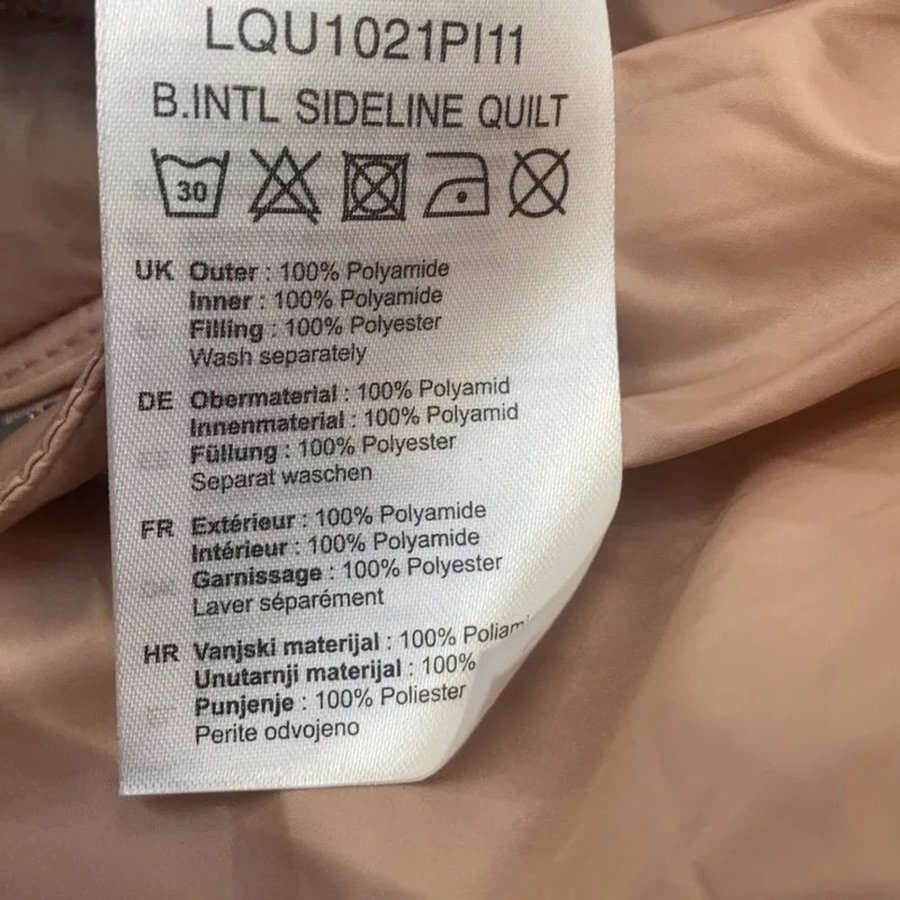 LQU1021PI11
B.INTL SIDELINE QUILT
30
UK Outer : 100% Polyamide
Inner : 100% Polyamide
Filling : 100% Polyester
Wash separately
DE Obermaterial : 100% Polyamid
Innenmaterial : 100% Polyamid
Füllung : 100% Polyester
Separat waschen
FR Extérieur : 100% Polyamide
Intérieur : 100% Polyamide
Garnissage : 100% Polyester
Laver séparément
HR Vanjski materijal : 100%
Unutarnji materijal : 100%
Punjenje : 100% Poliester
Perite odvojeno